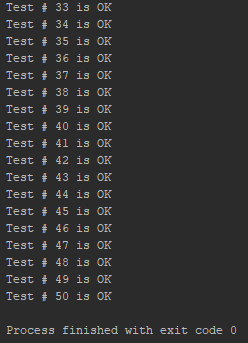 Test # 33 is OK
Test # 34 is OK
Test # 35 is OK
Test # 36 is OK
Test # 37 is OK
Test # 38 is OK
Test # 39 is OK
Test # 40 is OK
Test # 41 is OK
Test # 42 is OK
Test # 43 is OK
Test # 44 is OK
Test # 45 is OK
Test # 46 is OK
Test # 47 is OK
Test # 48 is OK
Test # 49 is OK
Test # 50 is OK
Process finished with exit code 0